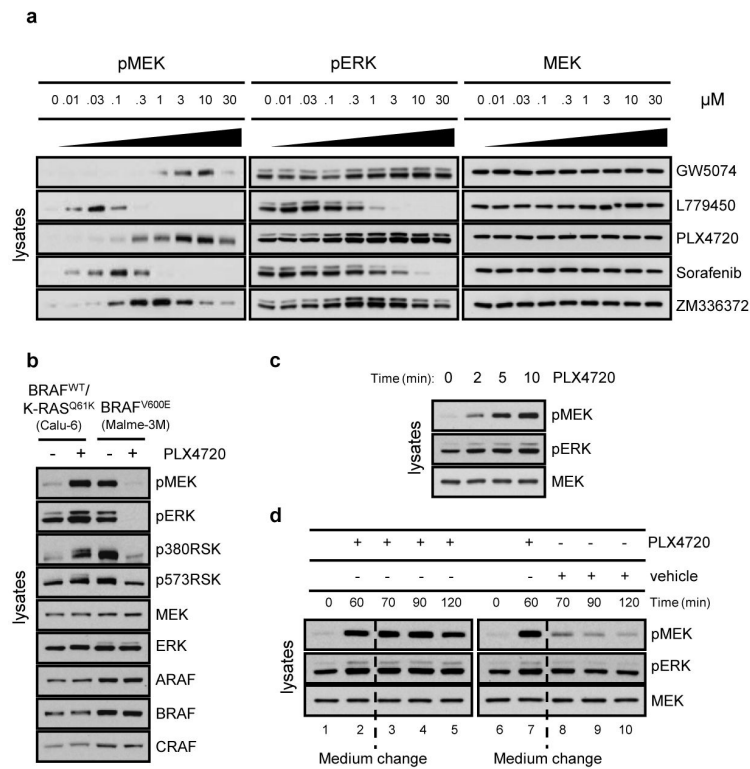 a
pMEK pERK MEK
0 .01 .03 .1 .3 1 3 10 30 0 .01 .03 .1 .3 1 3 10 30 0 .01 .03 .1 .3 1 3 10 30 µM
lysates
GW5074
L779450
PLX4720
Sorafenib
ZM336372
b
BRAFWT/
K-RASQ61K
(Calu-6)
BRAFV600E
(Malme-3M)
- + - + PLX4720
lysates
pMEK
pERK
p380RSK
p573RSK
MEK
ERK
ARAF
BRAF
CRAF
c
Time (min): 0 2 5 10 PLX4720
lysates
pMEK
pERK
MEK
d
+ + + + + - - - PLX4720
- - - - - + + + vehicle
0 60 70 90 120 0 60 70 90 120 Time (min)
lysates
pMEK
pERK
MEK
1 2 3 4 5 6 7 8 9 10
Medium change Medium change